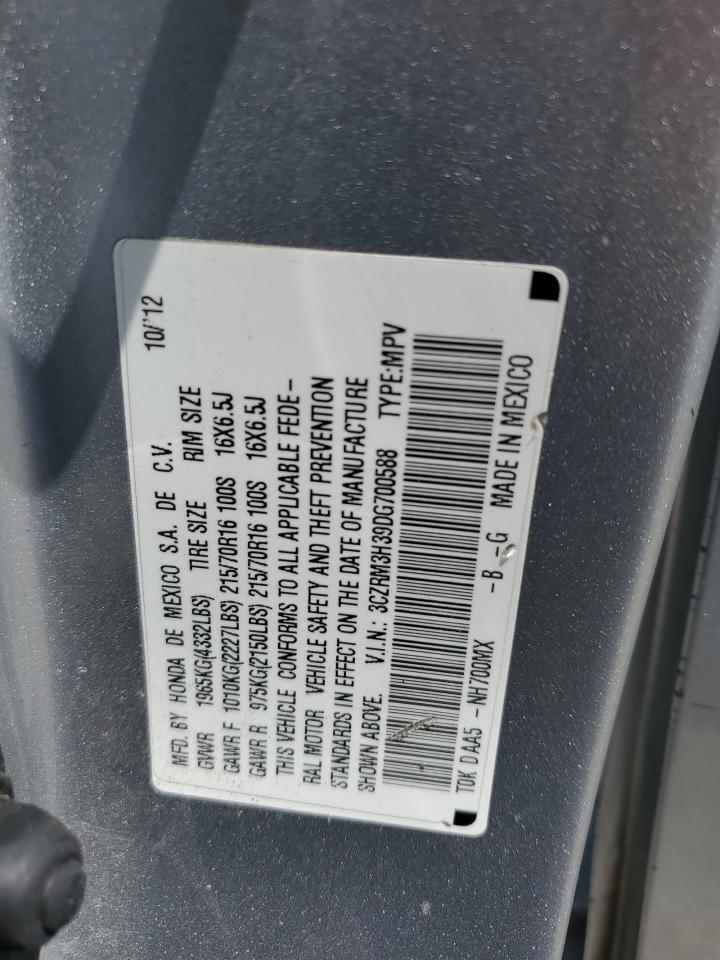 MFD. BY HONDA DE MEXICO S.A. DE C.V. 10/'12
GVWR 1965KG(4332LBS) TIRE SIZE RIM SIZE
GAWR F 1010KG(2227LBS) 215/70R16 100S 16X6.5J
GAWR R 975KG(2150LBS) 215/70R16 100S 16X6.5J
THIS VEHICLE CONFORMS TO ALL APPLICABLE FEDE-
RAL MOTOR VEHICLE SAFETY AND THEFT PREVENTION
STANDARDS IN EFFECT ON THE DATE OF MANUFACTURE
SHOWN ABOVE. V.I.N.: 3CZRM3H39DG700588 TYPE:MPV
T0K D AA5 -NH700MX -B -G MADE IN MEXICO